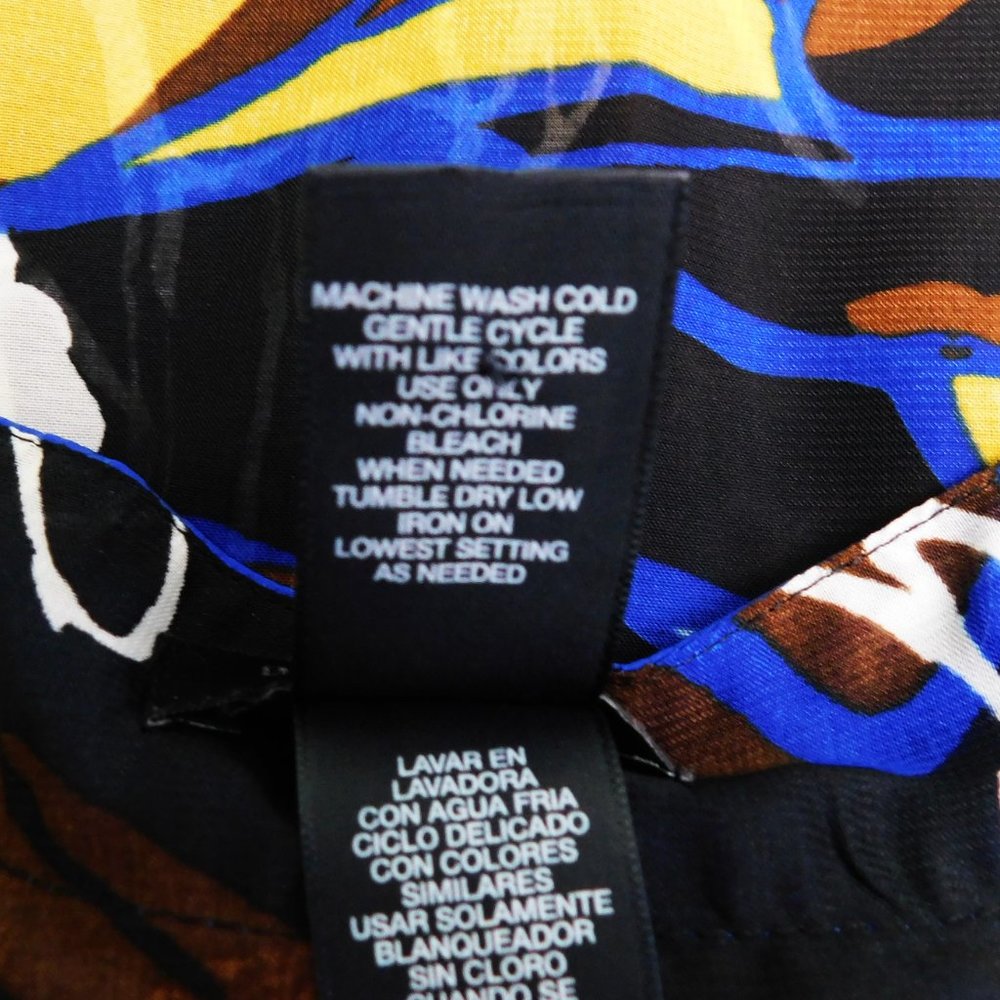 MACHINE WASH COLD
GENTLE CYCLE
WITH LIKE COLORS
USE ONLY
NON-CHLORINE
BLEACH
WHEN NEEDED
TUMBLE DRY LOW
IRON ON
LOWEST SETTING
AS NEEDED
LAVAR EN
LAVADORA
CON AGUA FRIA
CICLO DELICADO
CON COLORES
SIMILARES
USAR SOLAMENTE
BLANQUEADOR
SIN CLORO
CUANDO SE